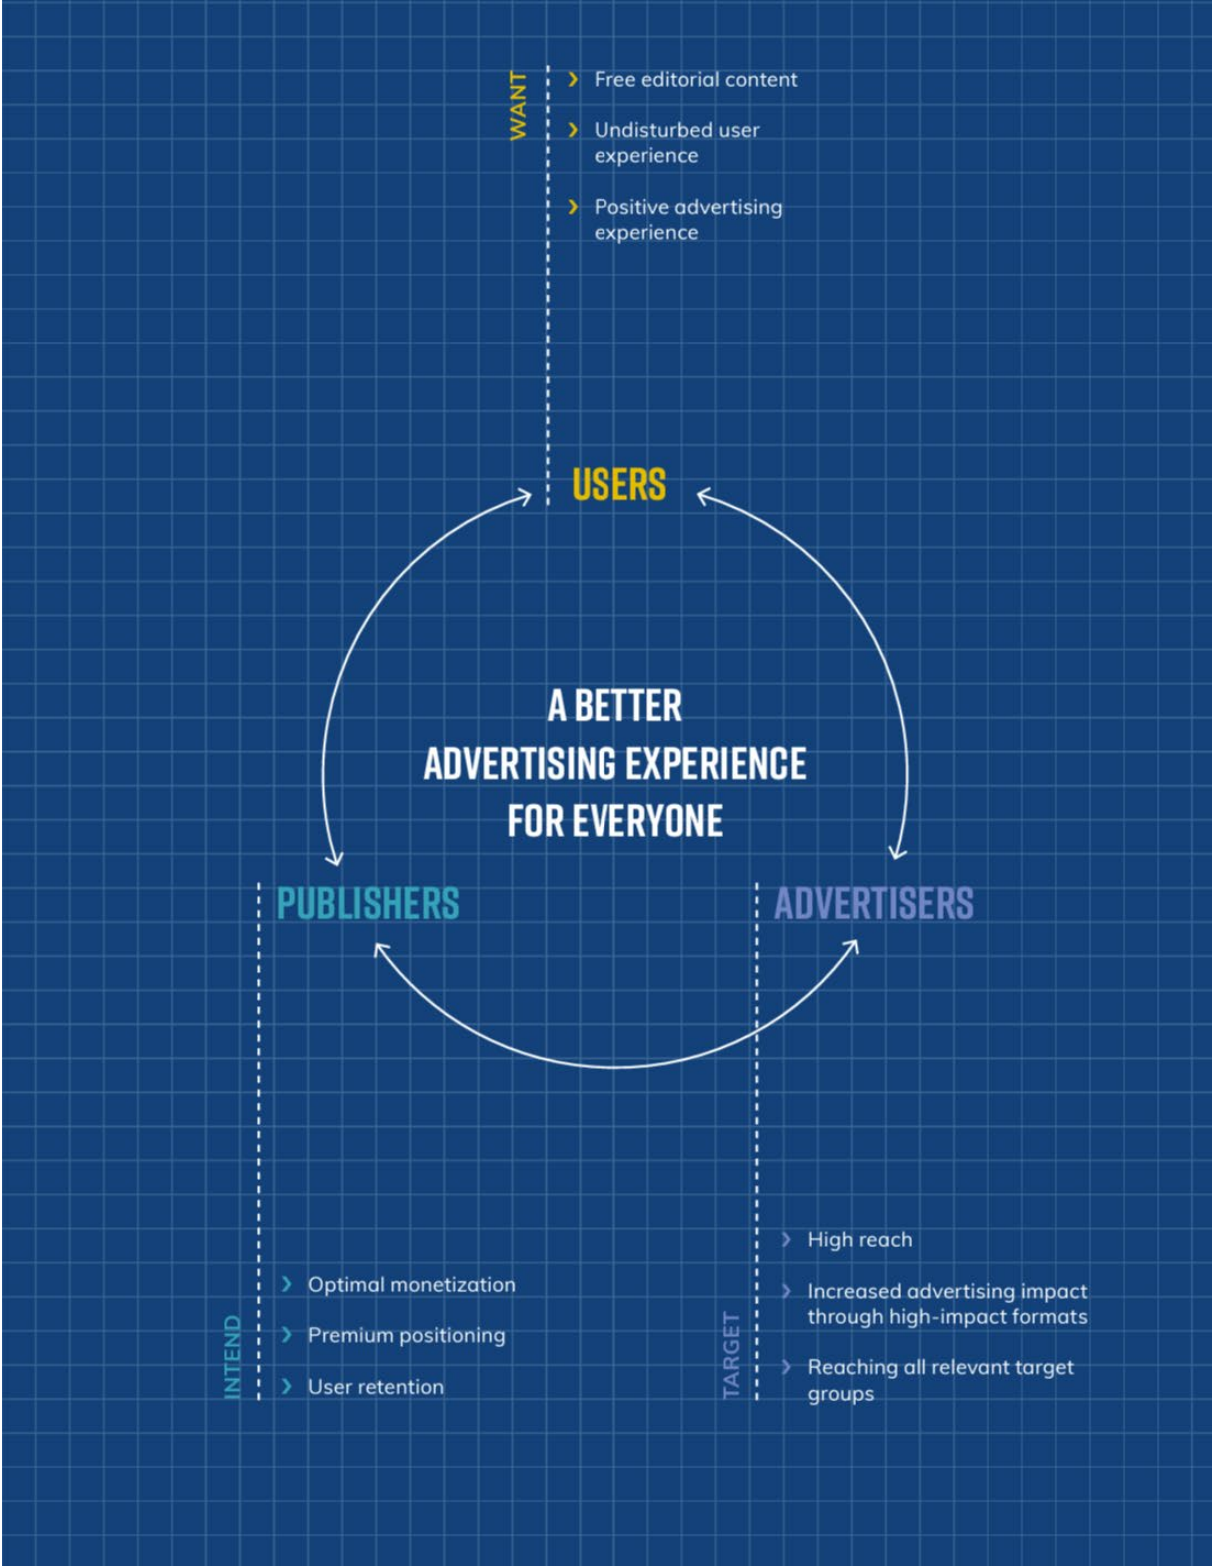 WANT
Free editorial content
Undisturbed user
experience
Positive advertising
experience
USERS
A BETTER
ADVERTISING EXPERIENCE
FOR EVERYONE
PUBLISHERS
ADVERTISERS
INTEND
Optimal monetization
Premium positioning
User retention
TARGET
High reach
Increased advertising impact
through high-impact formats
Reaching all relevant target
groups